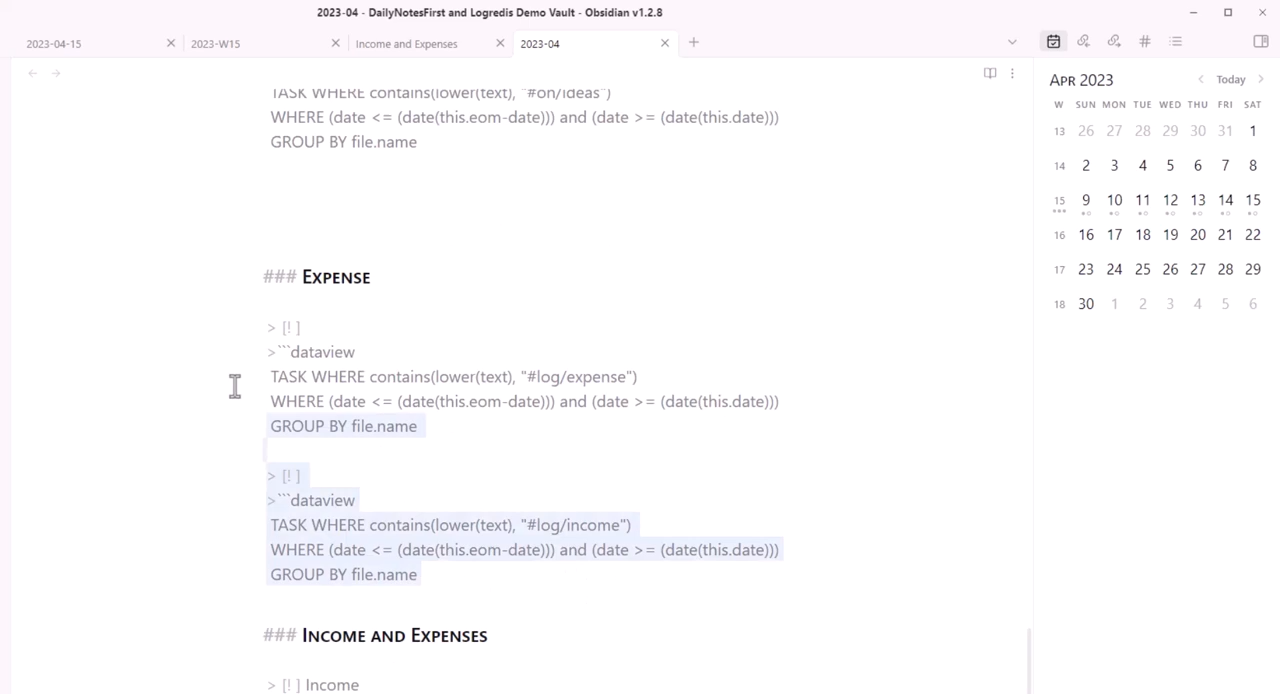 2023-04 - DailyNotesFirst and Logredis Demo Vault - Obsidian v1.2.8
2023-04-15
2023-W15
Income and Expenses
2023-04
TASK WHERE contains(lower(text), "#on/ideas")
WHERE (date <= (date(this.eom-date))) and (date >= (date(this.date)))
GROUP BY file.name
### EXPENSE
> [! ]
>```dataview
TASK WHERE contains(lower(text), "#log/expense")
WHERE (date <= (date(this.eom-date))) and (date >= (date(this.date)))
GROUP BY file.name
> [! ]
>```dataview
TASK WHERE contains(lower(text), "#log/income")
WHERE (date <= (date(this.eom-date))) and (date >= (date(this.date)))
GROUP BY file.name
### INCOME AND EXPENSES
> [! ] Income
APR 2023
Today
W SUN MON TUE WED THU FRI SAT
13 26 27 28 29 30 31 1
14 2 3 4 5 6 7 8
15 9 10 11 12 13 14 15
16 16 17 18 19 20 21 22
17 23 24 25 26 27 28 29
18 30 1 2 3 4 5 6